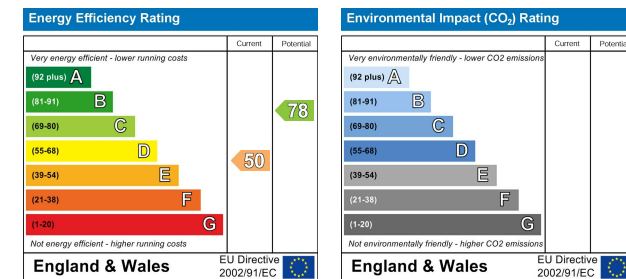 Energy Efficiency Rating
Current Potential
Very energy efficient - lower running costs
(92 plus) A
(81-91) B
(69-80) C
(55-68) D
(39-54) E
(21-38) F
(1-20) G
78
50
Not energy efficient - higher running costs
England & Wales
EU Directive
2002/91/EC
Environmental Impact (CO₂) Rating
Current Potential
Very environmentally friendly - lower CO2 emissions
(92 plus) A
(81-91) B
(69-80) C
(55-68) D
(39-54) E
(21-38) F
(1-20) G
Not environmentally friendly - higher CO2 emissions
England & Wales
EU Directive
2002/91/EC